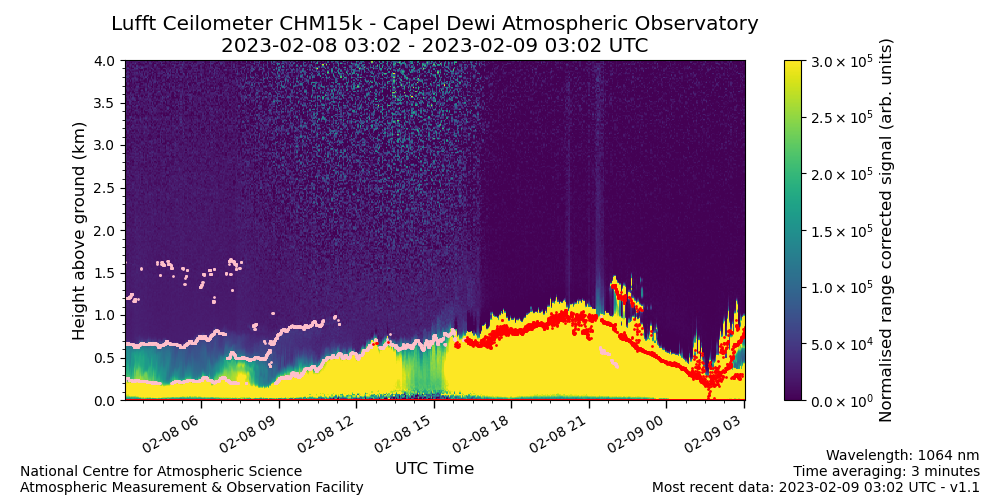 Lufft Ceilometer CHM15k - Capel Dewi Atmospheric Observatory
2023-02-08 03:02 - 2023-02-09 03:02 UTC
Height above ground (km)
4.0
3.5
3.0
2.5
2.0
1.5
1.0
0.5
0.0
02-08 06
02-08 09
02-08 12
02-08 15
02-08 18
02-08 21
02-09 00
02-09 03
UTC Time
3.0 × 10⁵
2.5 × 10⁵
2.0 × 10⁵
1.5 × 10⁵
1.0 × 10⁵
5.0 × 10⁴
0.0 × 10⁰
Normalised range corrected signal (arb. units)
National Centre for Atmospheric Science
Atmospheric Measurement & Observation Facility
Wavelength: 1064 nm
Time averaging: 3 minutes
Most recent data: 2023-02-09 03:02 UTC - v1.1